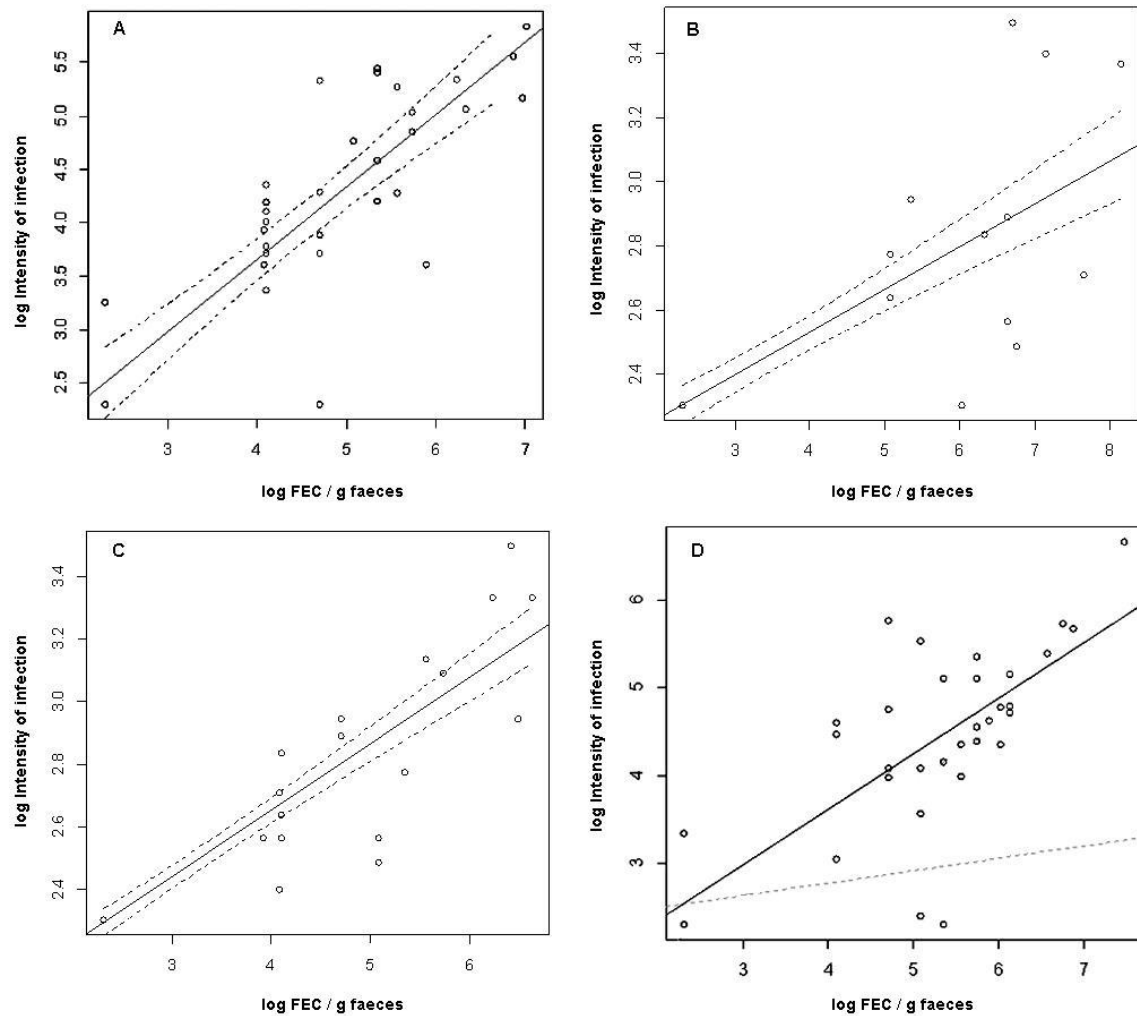 A
log Intensity of infection
5.5
5.0
4.5
4.0
3.5
3.0
2.5
3 4 5 6 7
log FEC / g faeces
B
log Intensity of infection
3.4
3.2
3.0
2.8
2.6
2.4
3 4 5 6 7 8
log FEC / g faeces
C
log Intensity of infection
3.4
3.2
3.0
2.8
2.6
2.4
3 4 5 6
log FEC / g faeces
D
log Intensity of infection
6
5
4
3
3 4 5 6 7
log FEC / g faeces